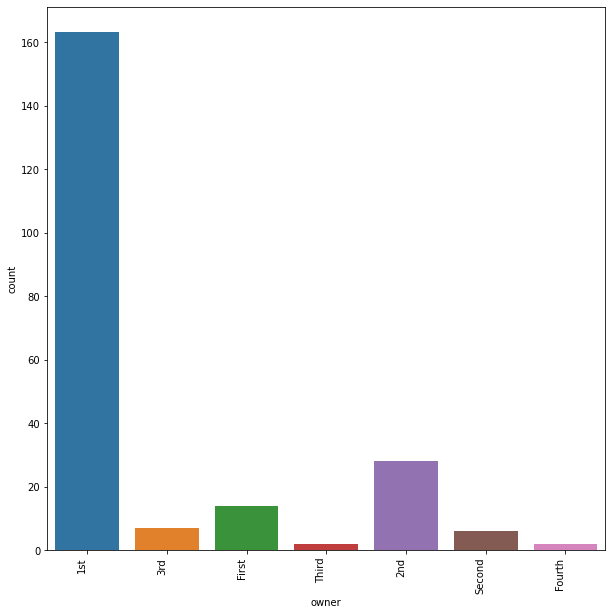 160
140
120
100
80
60
40
20
0
count
1st
3rd
First
Third
2nd
Second
Fourth
owner